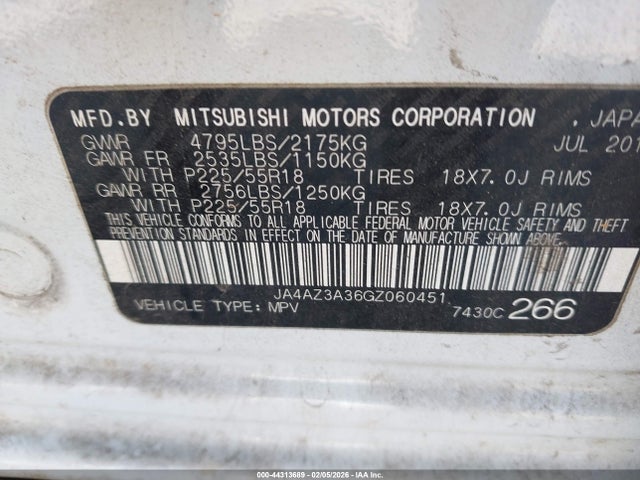 MFD.BY MITSUBISHI MOTORS CORPORATION . JAPA
GVWR 4795LBS/2175KG JUL 201
GAWR FR 2535LBS/1150KG
WITH P225/55R18 TIRES 18X7.0J RIMS
GAWR RR 2756LBS/1250KG
WITH P225/55R18 TIRES 18X7.0J RIMS
THIS VEHICLE CONFORMS TO ALL APPLICABLE FEDERAL MOTOR VEHICLE SAFETY AND THEFT
PREVENTION STANDARDS IN EFFECT ON THE DATE OF MANUFACTURE SHOWN ABOVE.
JA4AZ3A36GZ060451
VEHICLE TYPE: MPV 7430C 266
000-44313689 - 02/05/2026 - IAA Inc.